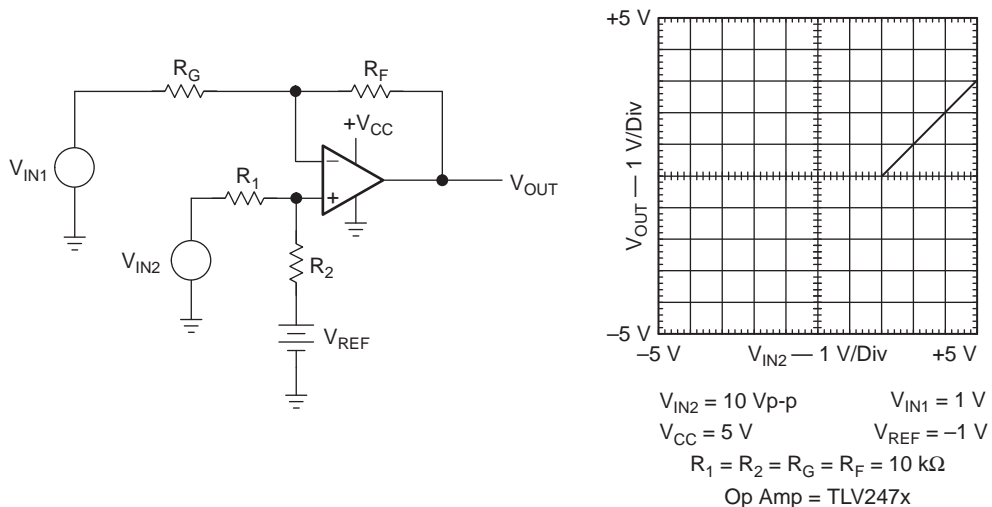 R_G
R_F
+V_CC
V_IN1
−
R_1
+
V_OUT
V_IN2
R_2
V_REF
+5 V
V_OUT — 1 V/Div
–5 V
–5 V
V_IN2 — 1 V/Div
+5 V
V_IN2 = 10 Vp-p
V_IN1 = 1 V
V_CC = 5 V
V_REF = –1 V
R_1 = R_2 = R_G = R_F = 10 kΩ
Op Amp = TLV247x